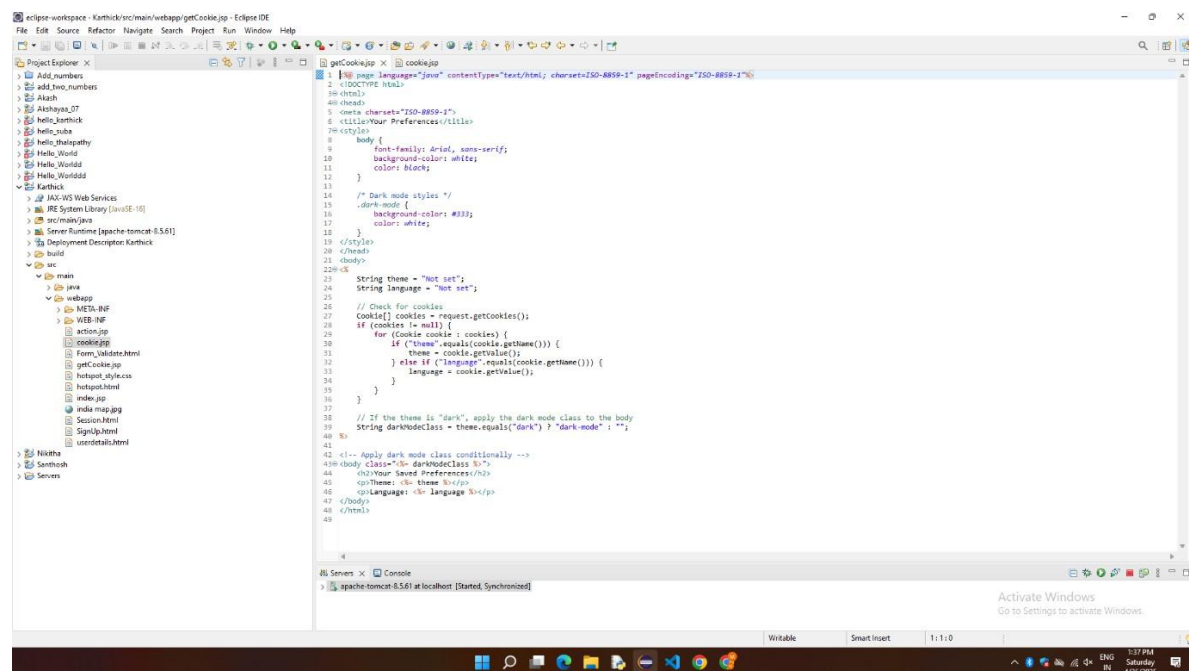 eclipse-workspace - Karthick/src/main/webapp/getCookie.jsp - Eclipse IDE
File Edit Source Refactor Navigate Search Project Run Window Help
Project Explorer
Add_numbers
add_two_numbers
Akash
Akshayaa_07
hello_karthick
hello_suba
hello_thalapathy
Hello_World
Hello_Worldd
Hello_Worlddd
Karthick
JAX-WS Web Services
JRE System Library [JavaSE-16]
src/main/java
Server Runtime [apache-tomcat-8.5.61]
Deployment Descriptor: Karthick
build
src
main
java
webapp
META-INF
WEB-INF
action.jsp
cookie.jsp
Form_Validate.html
getCookie.jsp
hotspot_style.css
hotspot.html
index.jsp
india map.jpg
Session.html
SignUp.html
userdetails.html
Nikitha
Santhosh
Servers
getCookie.jsp cookie.jsp
1 <%@ page language="java" contentType="text/html; charset=ISO-8859-1" pageEncoding="ISO-8859-1"%>
2 <!DOCTYPE html>
3 <html>
4 <head>
5 <meta charset="ISO-8859-1">
6 <title>Your Preferences</title>
7 <style>
8 body {
9 font-family: Arial, sans-serif;
10 background-color: white;
11 color: black;
12 }
13
14 /* Dark mode styles */
15 .dark-mode {
16 background-color: #333;
17 color: white;
18 }
19 </style>
20 </head>
21 <body>
22 <%
23 String theme = "Not set";
24 String language = "Not set";
25
26 // Check for cookies
27 Cookie[] cookies = request.getCookies();
28 if (cookies != null) {
29 for (Cookie cookie : cookies) {
30 if ("theme".equals(cookie.getName())) {
31 theme = cookie.getValue();
32 } else if ("language".equals(cookie.getName())) {
33 language = cookie.getValue();
34 }
35 }
36 }
37
38 // If the theme is "dark", apply the dark mode class to the body
39 String darkModeClass = theme.equals("dark") ? "dark-mode" : "";
40 %>
41
42 <!-- Apply dark mode class conditionally -->
43 <body class="<%= darkModeClass %>">
44 <h2>Your Saved Preferences</h2>
45 <p>Theme: <%= theme %></p>
46 <p>Language: <%= language %></p>
47 </body>
48 </html>
49
Servers Console
apache-tomcat-8.5.61 at localhost [Started, Synchronized]
Activate Windows
Go to Settings to activate Windows.
Writable Smart Insert 1:1:0
ENG
IN
1:37 PM
Saturday